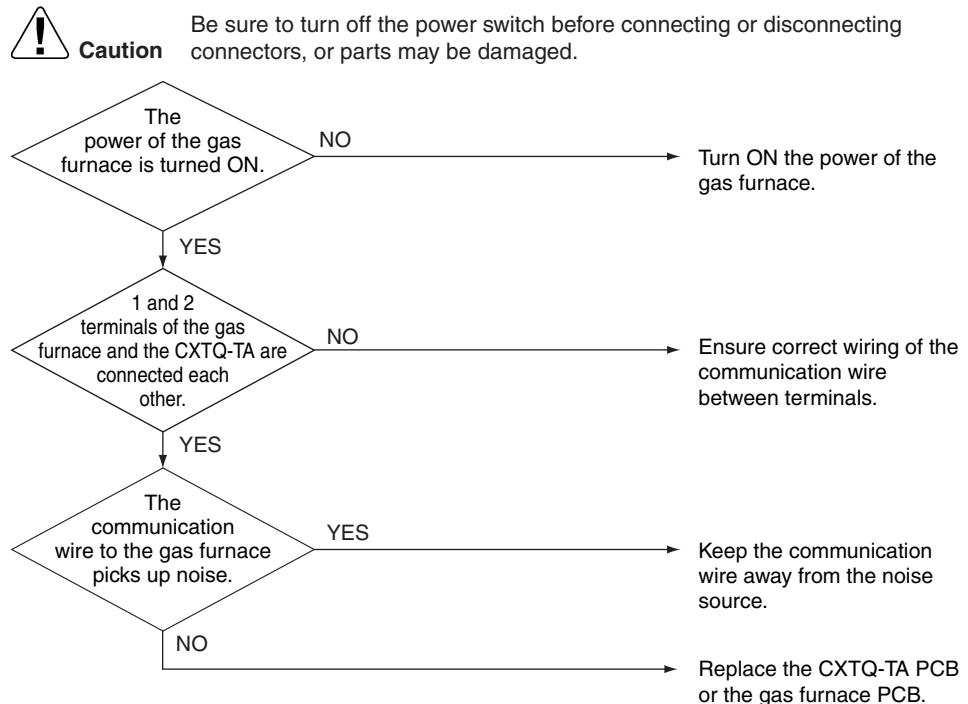 Be sure to turn off the power switch before connecting or disconnecting
Caution connectors, or parts may be damaged.
The
power of the gas
furnace is turned ON.
NO
Turn ON the power of the
gas furnace.
YES
1 and 2
terminals of the gas
furnace and the CXTQ-TA are
connected each
other.
NO
Ensure correct wiring of the
communication wire
between terminals.
YES
The
communication
wire to the gas furnace
picks up noise.
YES
Keep the communication
wire away from the noise
source.
NO
Replace the CXTQ-TA PCB
or the gas furnace PCB.